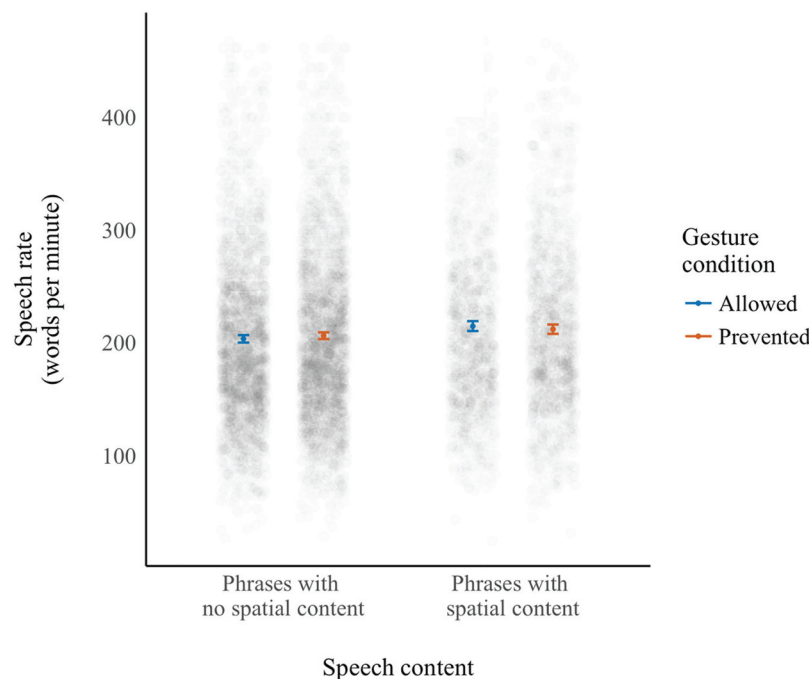 Speech rate
(words per minute)
400
300
200
100
Phrases with
no spatial content
Phrases with
spatial content
Speech content
Gesture
condition
Allowed
Prevented